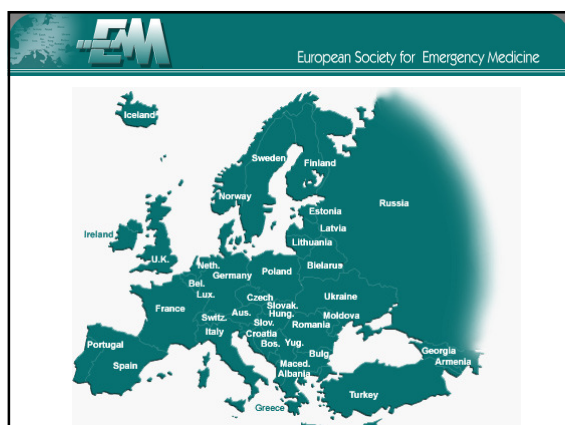 EM
European Society for Emergency Medicine
Iceland
Sweden
Finland
Norway
Russia
Estonia
Latvia
Ireland
Lithuania
U.K.
Neth.
Bielarus
Germany
Poland
Bel.
Lux.
Czech
Ukraine
Slovak.
France
Aus.
Hung.
Moldova
Switz.
Slov.
Romania
Italy
Croatia
Portugal
Bos.
Yug.
Bulg
Georgia
Spain
Maced.
Armenia
Albania
Turkey
Greece